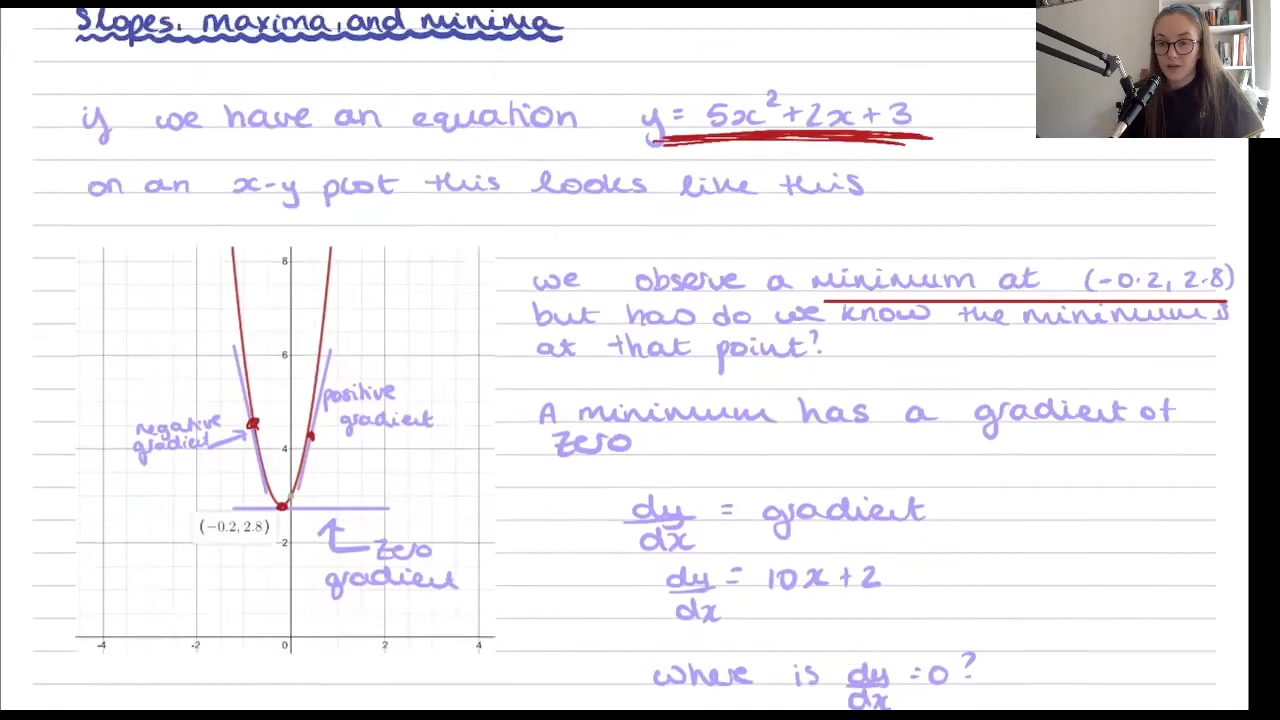 Slopes, maxima, and minima
if we have an equation y = 5x² + 2x + 3
on an x-y plot this looks like this
we observe a minimum at (-0.2, 2.8)
but has do we know the minimum is
at that point?
A minimum has a gradient of
zero
dy/dx = gradient
dy/dx = 10x + 2
where is dy/dx = 0?
8
6
positive
gradient
negative
gradient
4
(−0.2, 2.8)
2
zero
gradient
-4 -2 0 2 4